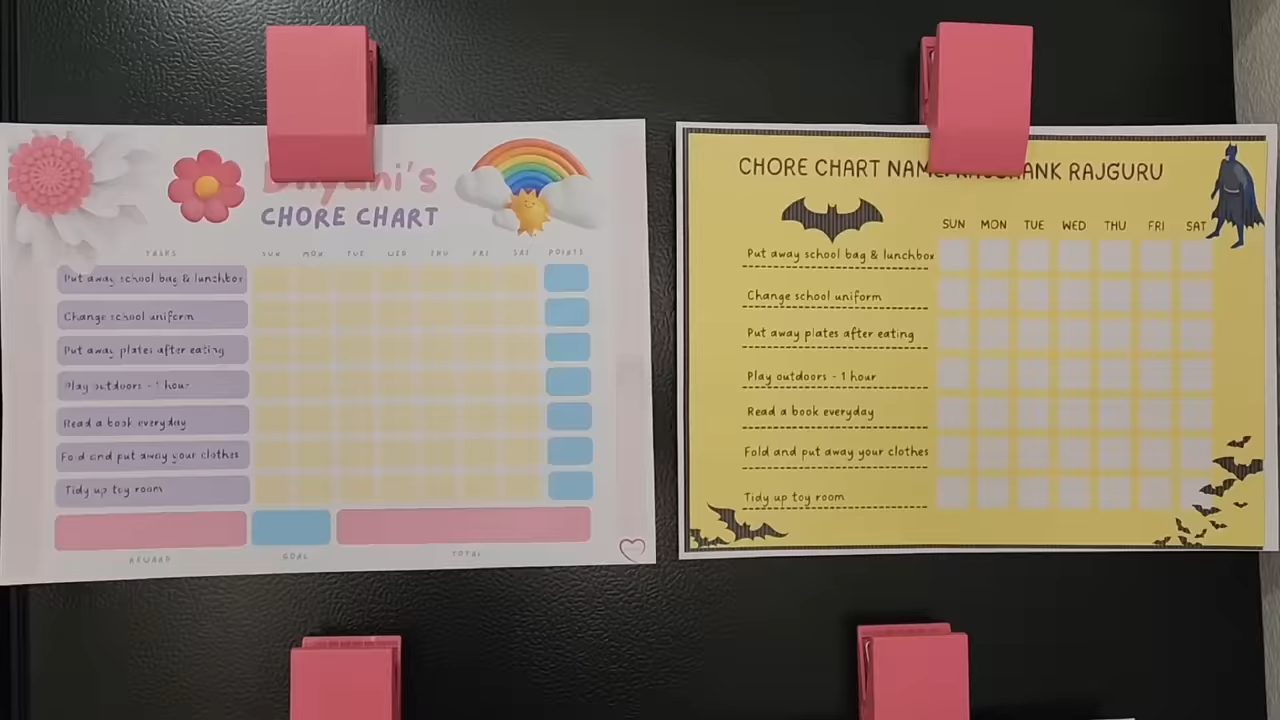 Dhyani's
CHORE CHART
TASKS SUN MON TUE WED THU FRI SAT POINTS
Put away school bag & lunchbox
Change school uniform
Put away plates after eating
Play outdoors - 1 hour
Read a book everyday
Fold and put away your clothes
Tidy up toy room
REWARD GOAL TOTAL
CHORE CHART NAME: RAJGURU
SUN MON TUE WED THU FRI SAT
Put away school bag & lunchbox
Change school uniform
Put away plates after eating
Play outdoors - 1 hour
Read a book everyday
Fold and put away your clothes
Tidy up toy room